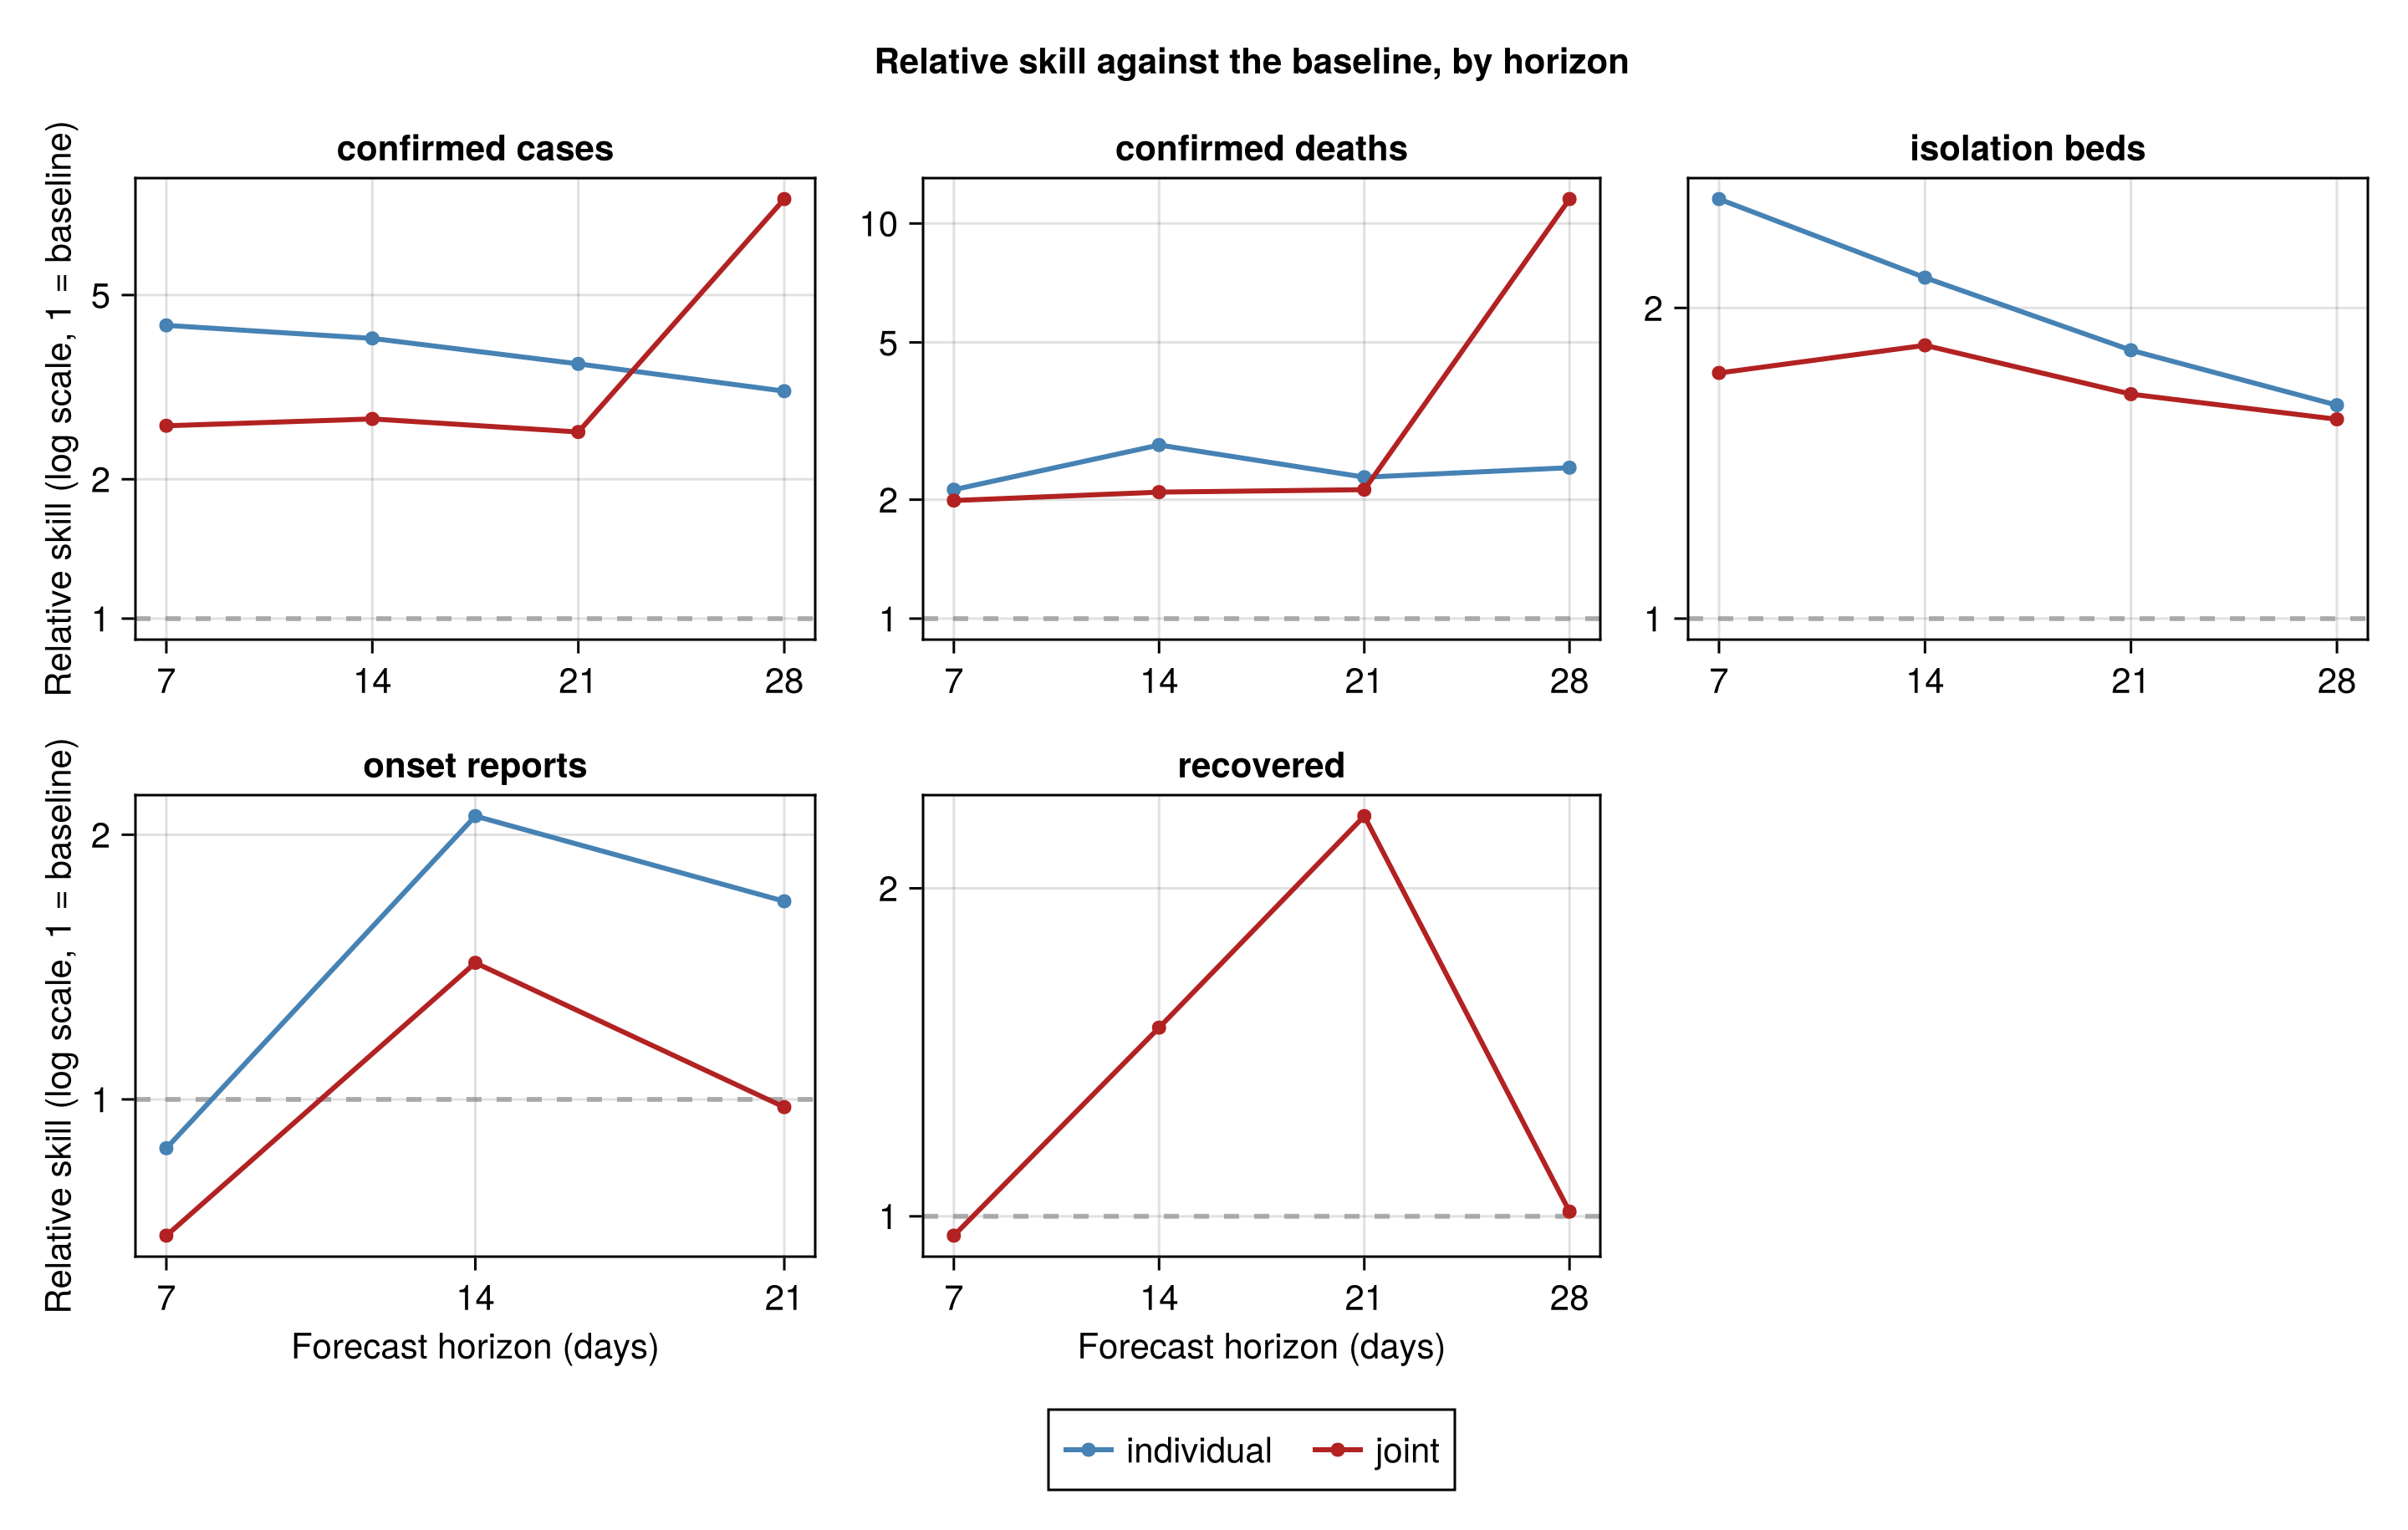 Relative skill against the baseline, by horizon
confirmed cases
confirmed deaths
isolation beds
Relative skill (log scale, 1 = baseline)
5
2
1
7 14 21 28
10
5
2
1
7 14 21 28
2
1
7 14 21 28
onset reports
recovered
Relative skill (log scale, 1 = baseline)
2
1
7 14 21
Forecast horizon (days)
2
1
7 14 21 28
Forecast horizon (days)
individual joint